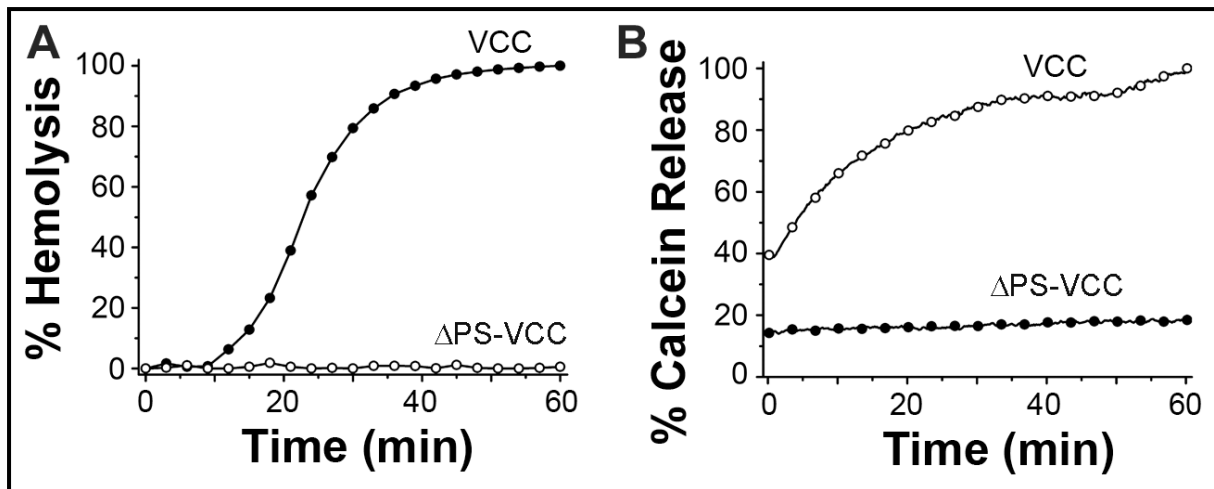 A
VCC
% Hemolysis
100
80
60
40
20
0
ΔPS-VCC
0 20 40 60
Time (min)
B
VCC
% Calcein Release
100
80
60
40
20
0
ΔPS-VCC
0 20 40 60
Time (min)